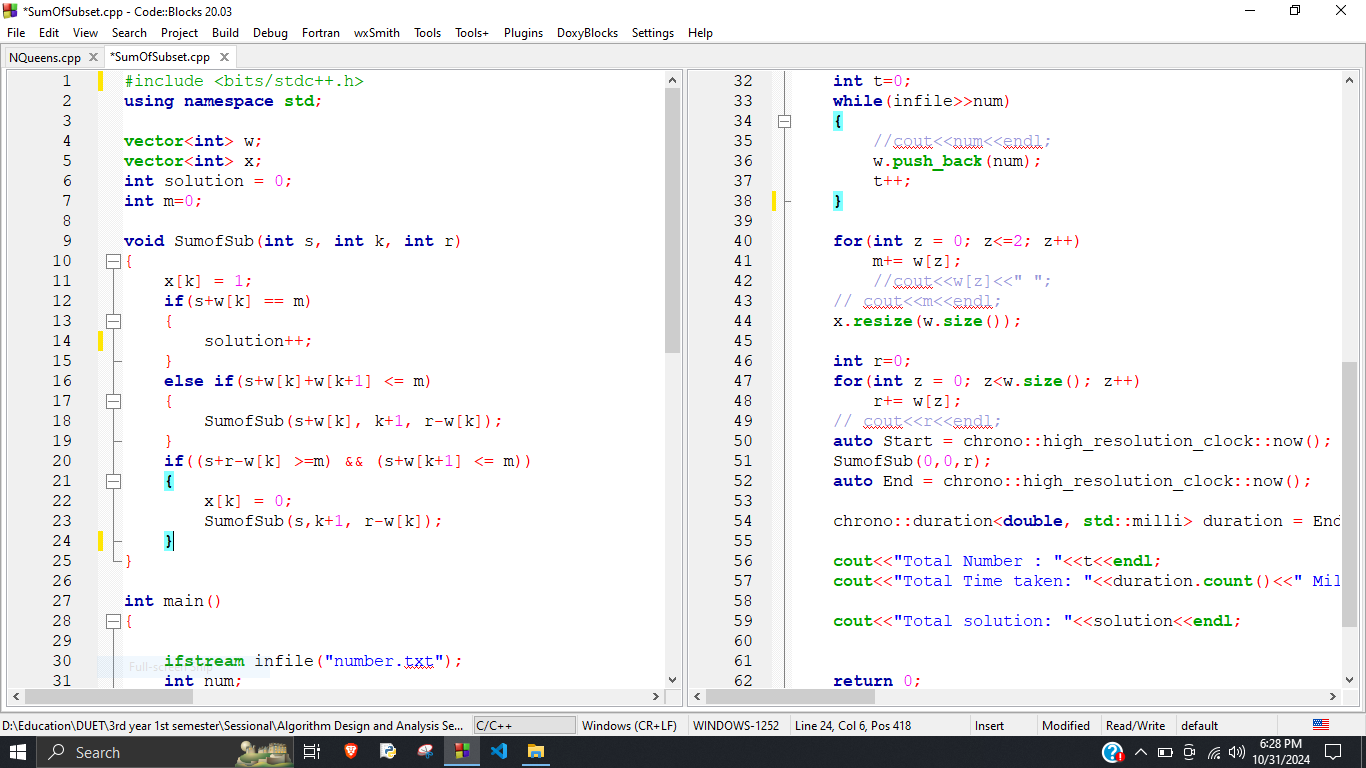 *SumOfSubset.cpp - Code::Blocks 20.03
File Edit View Search Project Build Debug Fortran wxSmith Tools Tools+ Plugins DoxyBlocks Settings Help
NQueens.cpp *SumOfSubset.cpp
1 #include <bits/stdc++.h>
2 using namespace std;
3
4 vector<int> w;
5 vector<int> x;
6 int solution = 0;
7 int m=0;
8
9 void SumofSub(int s, int k, int r)
10 {
11 x[k] = 1;
12 if(s+w[k] == m)
13 {
14 solution++;
15 }
16 else if(s+w[k]+w[k+1] <= m)
17 {
18 SumofSub(s+w[k], k+1, r-w[k]);
19 }
20 if((s+r-w[k] >=m) && (s+w[k+1] <= m))
21 {
22 x[k] = 0;
23 SumofSub(s,k+1, r-w[k]);
24 }
25 }
26
27 int main()
28 {
29
30 ifstream infile("number.txt");
31 int num;
32 int t=0;
33 while(infile>>num)
34 {
35 //cout<<num<<endl;
36 w.push_back(num);
37 t++;
38 }
39
40 for(int z = 0; z<=2; z++)
41 m+= w[z];
42 //cout<<w[z]<<" ";
43 // cout<<m<<endl;
44 x.resize(w.size());
45
46 int r=0;
47 for(int z = 0; z<w.size(); z++)
48 r+= w[z];
49 // cout<<r<<endl;
50 auto Start = chrono::high_resolution_clock::now();
51 SumofSub(0,0,r);
52 auto End = chrono::high_resolution_clock::now();
53
54 chrono::duration<double, std::milli> duration = End
55
56 cout<<"Total Number : "<<t<<endl;
57 cout<<"Total Time taken: "<<duration.count()<<" Mil
58
59 cout<<"Total solution: "<<solution<<endl;
60
61
62 return 0;
D:\Education\DUET\3rd year 1st semester\Sessional\Algorithm Design and Analysis Se... C/C++ Windows (CR+LF) WINDOWS-1252 Line 24, Col 6, Pos 418 Insert Modified Read/Write default
Search
6:28 PM
10/31/2024